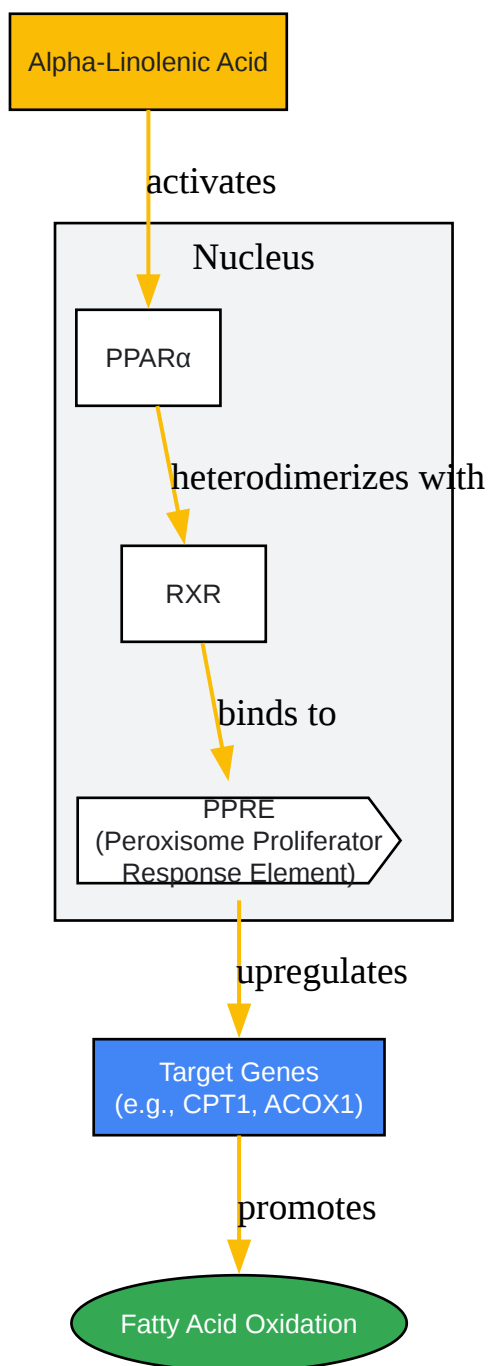 Alpha-Linolenic Acid
activates
Nucleus
PPARα
heterodimerizes with
RXR
binds to
PPRE
(Peroxisome Proliferator
Response Element)
upregulates
Target Genes
(e.g., CPT1, ACOX1)
promotes
Fatty Acid Oxidation